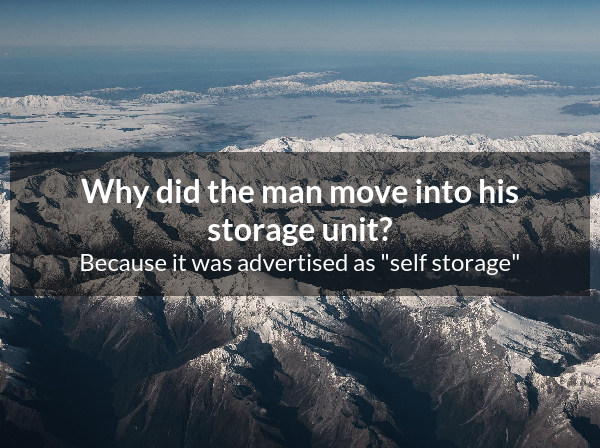 Why did the man move into his
storage unit?
Because it was advertised as "self storage"